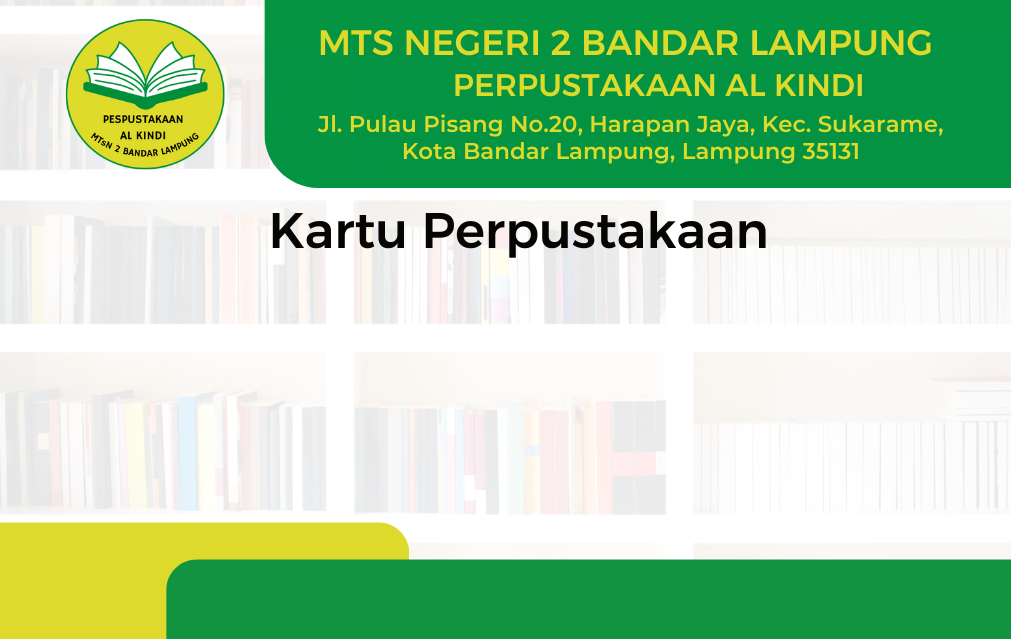 PESPUSTAKAAN
AL KINDI
MTSN 2 BANDAR LAMPUNG
MTS NEGERI 2 BANDAR LAMPUNG
PERPUSTAKAAN AL KINDI
Jl. Pulau Pisang No.20, Harapan Jaya, Kec. Sukarame,
Kota Bandar Lampung, Lampung 35131
Kartu Perpustakaan